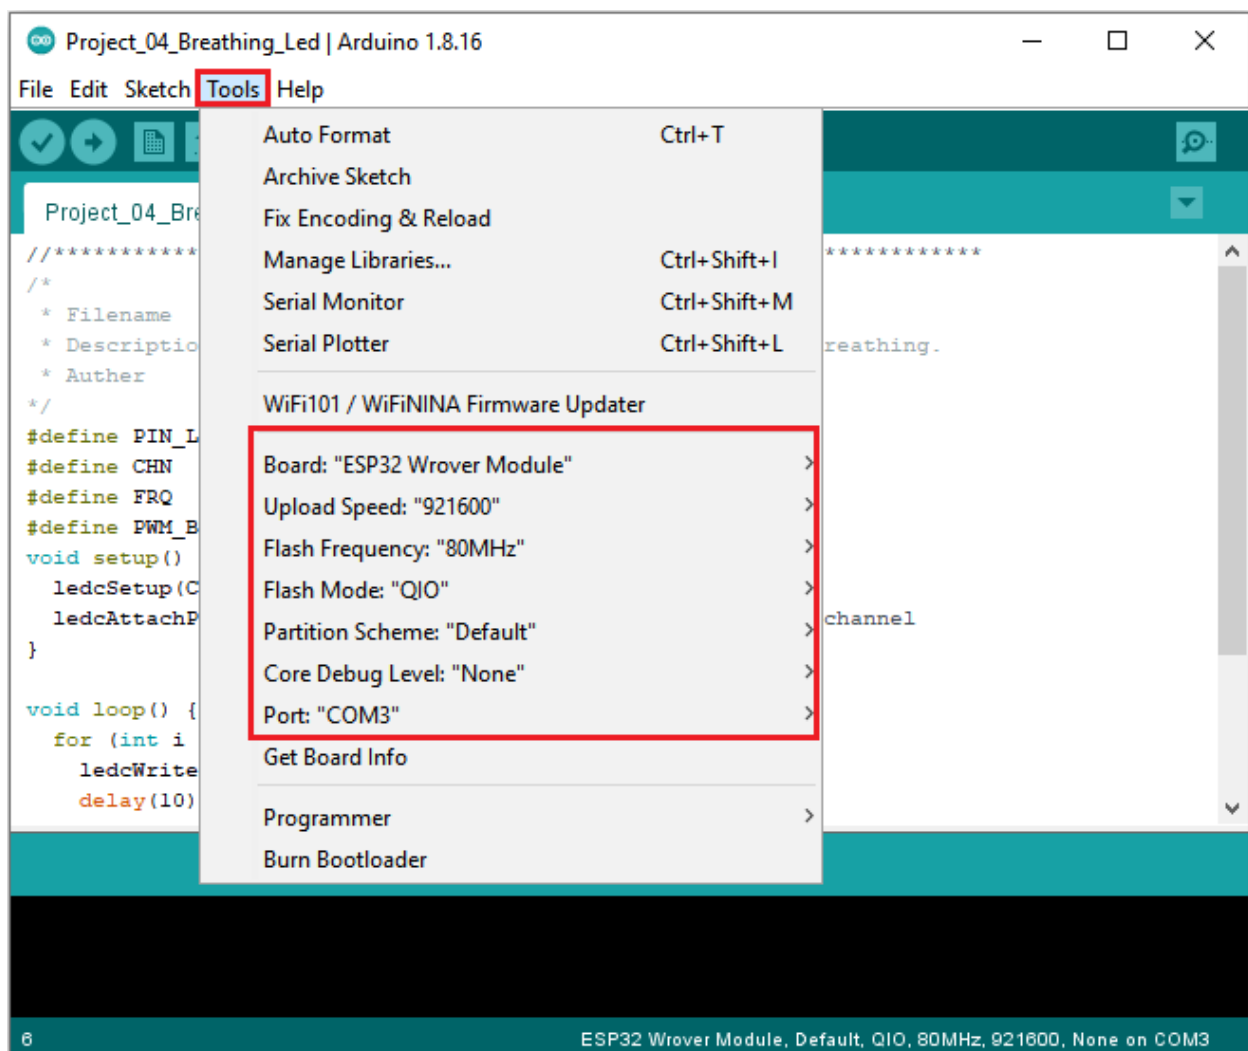 Project_04_Breathing_Led | Arduino 1.8.16
File Edit Sketch Tools Help
Auto Format Ctrl+T
Archive Sketch
Project_04_Bre
Fix Encoding & Reload
//*********** ************
Manage Libraries... Ctrl+Shift+I
/*
Serial Monitor Ctrl+Shift+M
* Filename
Serial Plotter Ctrl+Shift+L
* Descriptio reathing.
* Auther
*/
WiFi101 / WiFiNINA Firmware Updater
#define PIN_L
Board: "ESP32 Wrover Module"
#define CHN
#define FRQ
Upload Speed: "921600"
#define PWM_B
Flash Frequency: "80MHz"
void setup()
ledcSetup(C
Flash Mode: "QIO"
ledcAttachP channel
Partition Scheme: "Default"
}
Core Debug Level: "None"
void loop() {
Port: "COM3"
for (int i
Get Board Info
ledcWrite
delay(10)
Programmer
Burn Bootloader
6 ESP32 Wrover Module, Default, QIO, 80MHz, 921600, None on COM3